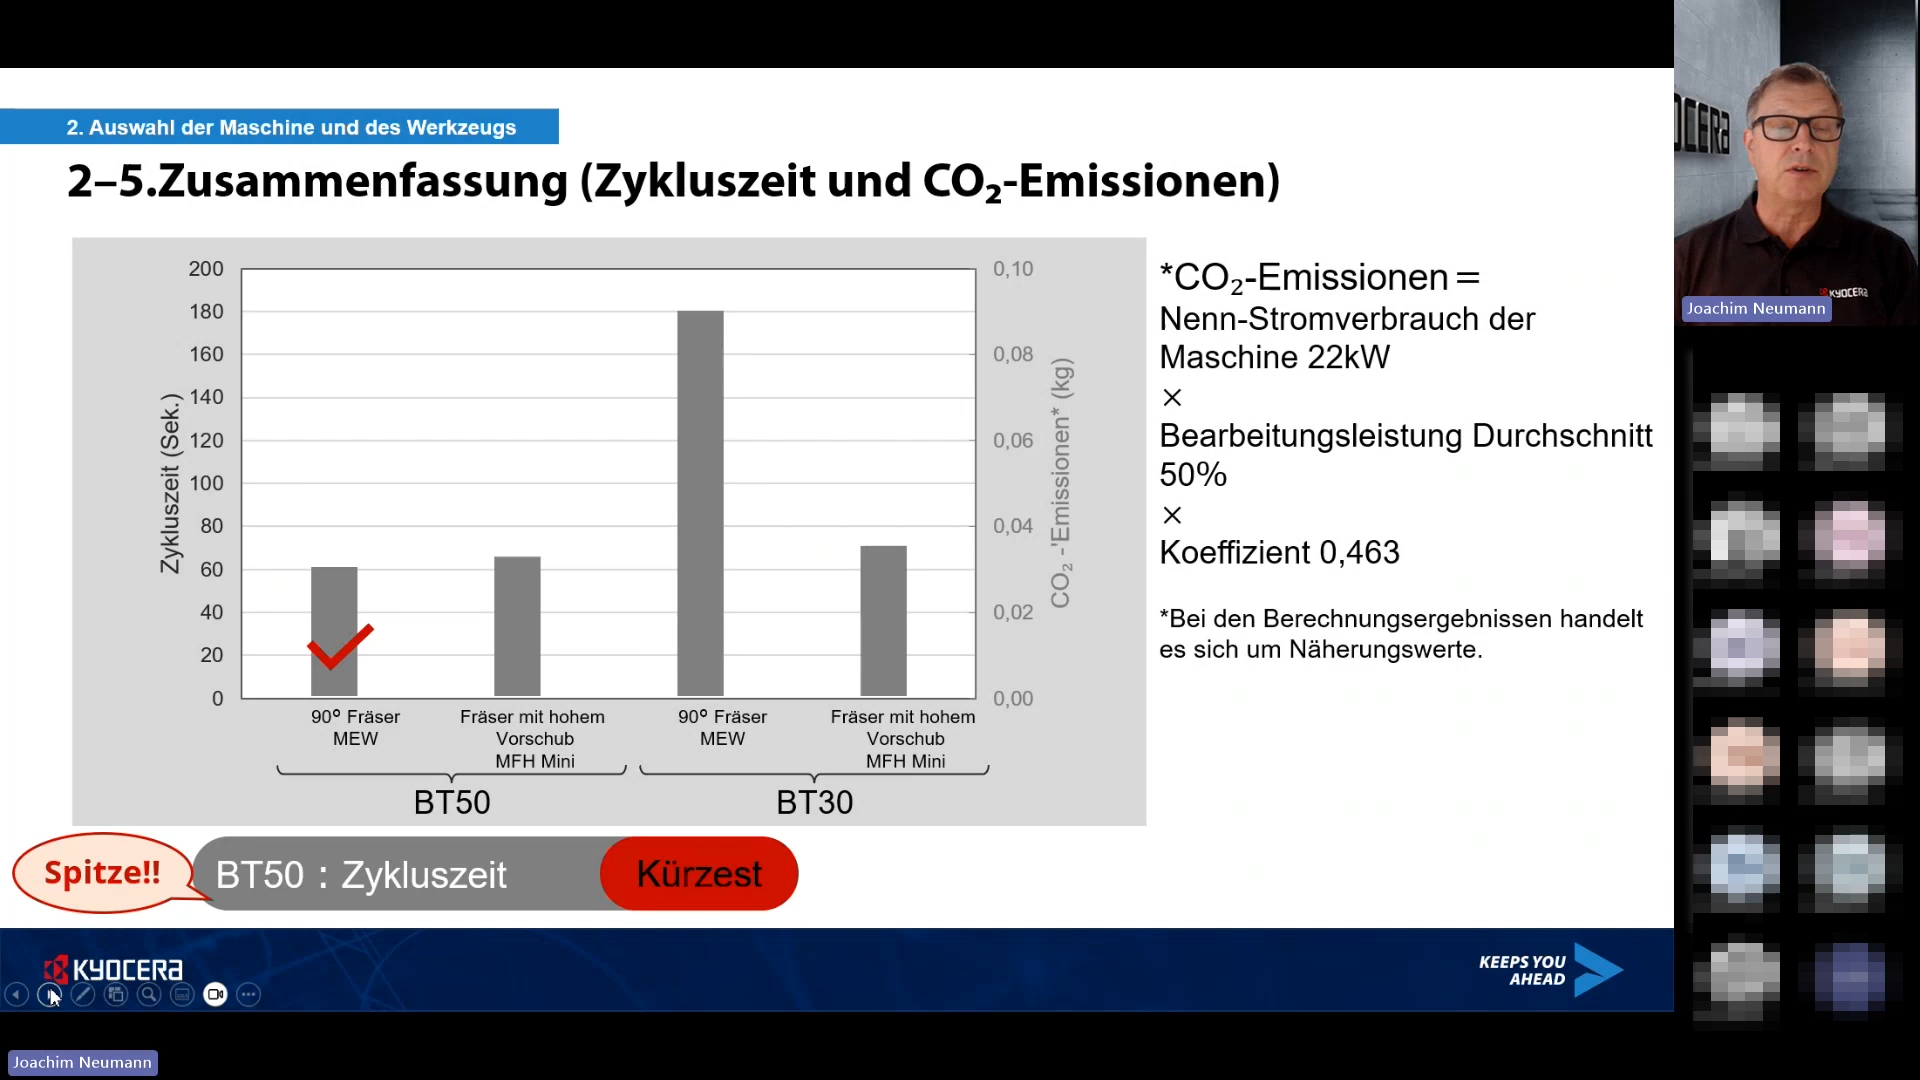 2. Auswahl der Maschine und des Werkzeugs
2–5.Zusammenfassung (Zykluszeit und CO₂-Emissionen)
Zykluszeit (Sek.)
200
180
160
140
120
100
80
60
40
20
0
0,10
0,08
0,06
0,04
0,02
0,00
CO₂ -'Emissionen* (kg)
90° Fräser
MEW
Fräser mit hohem
Vorschub
MFH Mini
90° Fräser
MEW
Fräser mit hohem
Vorschub
MFH Mini
BT50
BT30
*CO₂-Emissionen＝
Nenn-Stromverbrauch der
Maschine 22kW
×
Bearbeitungsleistung Durchschnitt
50%
×
Koeffizient 0,463
*Bei den Berechnungsergebnissen handelt
es sich um Näherungswerte.
Spitze!!
BT50：Zykluszeit
Kürzest
KYOCERA
KEEPS YOU
AHEAD
Joachim Neumann
OCERA
KYOCERA
Joachim Neumann